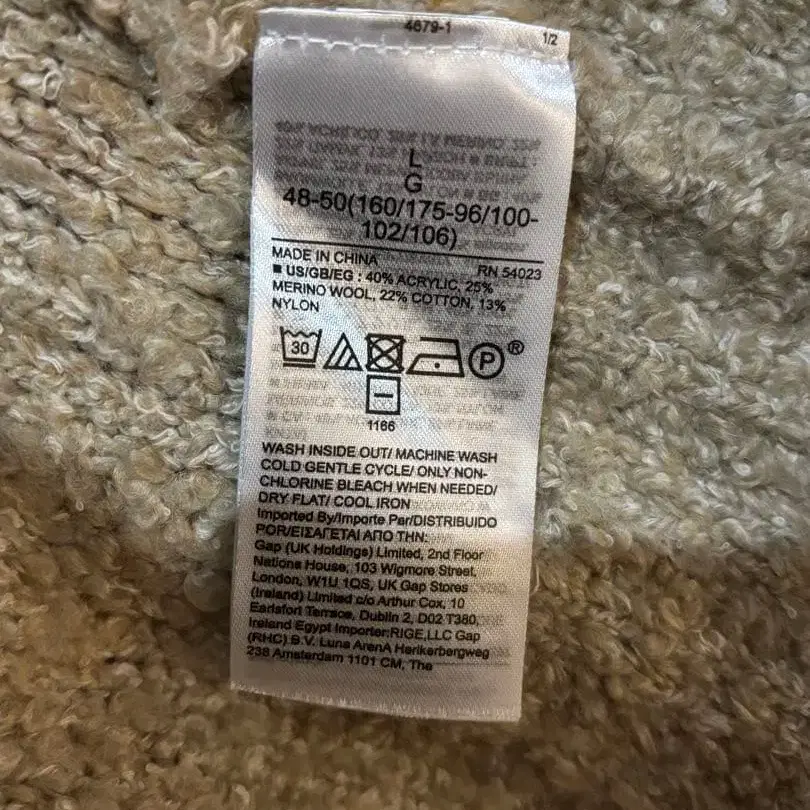 4679-1
1/2
L
G
48-50(160/175-96/100-
102/106)
MADE IN CHINA RN 54023
■ US/GB/EG : 40% ACRYLIC, 25%
MERINO WOOL, 22% COTTON, 13%
NYLON
30 P®
1166
WASH INSIDE OUT/ MACHINE WASH
COLD GENTLE CYCLE/ ONLY NON-
CHLORINE BLEACH WHEN NEEDED/
DRY FLAT/ COOL IRON
Imported By/Importe Par/DISTRIBUIDO
POR/ΕΙΣΑΓΕΤΑΙ ΑΠΟ ΤΗΝ:
Gap (UK Holdings) Limited, 2nd Floor
Nations House, 103 Wigmore Street,
London, W1U 1QS, UK Gap Stores
(Ireland) Limited c/o Arthur Cox, 10
Earlsfort Terrace, Dublin 2, D02 T380,
Ireland Egypt Importer:RIGE,LLC Gap
(RHC) B.V. Luna ArenA Herikerbergweg
238 Amsterdam 1101 CM, The